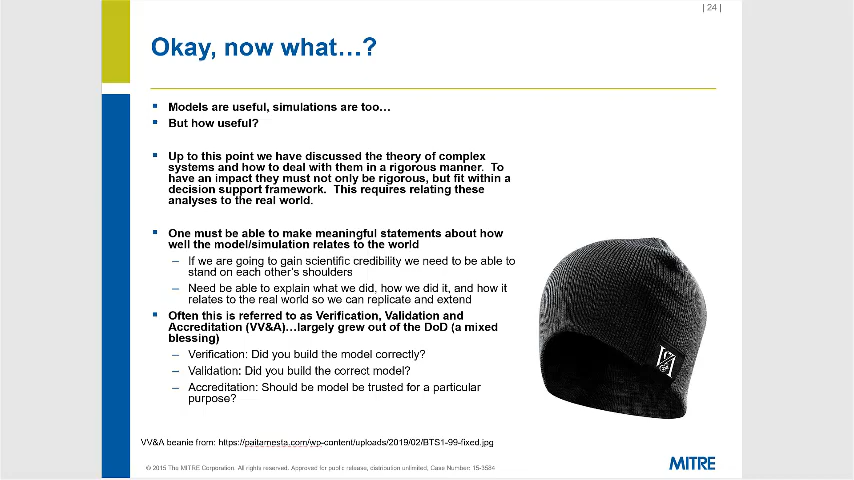 | 24 |
Okay, now what…?
Models are useful, simulations are too…
But how useful?
Up to this point we have discussed the theory of complex
systems and how to deal with them in a rigorous manner. To
have an impact they must not only be rigorous, but fit within a
decision support framework. This requires relating these
analyses to the real world.
One must be able to make meaningful statements about how
well the model/simulation relates to the world
– If we are going to gain scientific credibility we need to be able to
stand on each other's shoulders
– Need be able to explain what we did, how we did it, and how it
relates to the real world so we can replicate and extend
Often this is referred to as Verification, Validation and
Accreditation (VV&A)…largely grew out of the DoD (a mixed
blessing)
– Verification: Did you build the model correctly?
– Validation: Did you build the correct model?
– Accreditation: Should be model be trusted for a particular
purpose?
VV&A beanie from: https://paitamesta.com/wp-content/uploads/2019/02/BTS1-99-fixed.jpg
© 2015 The MITRE Corporation. All rights reserved. Approved for public release, distribution unlimited, Case Number: 15-3584
MITRE